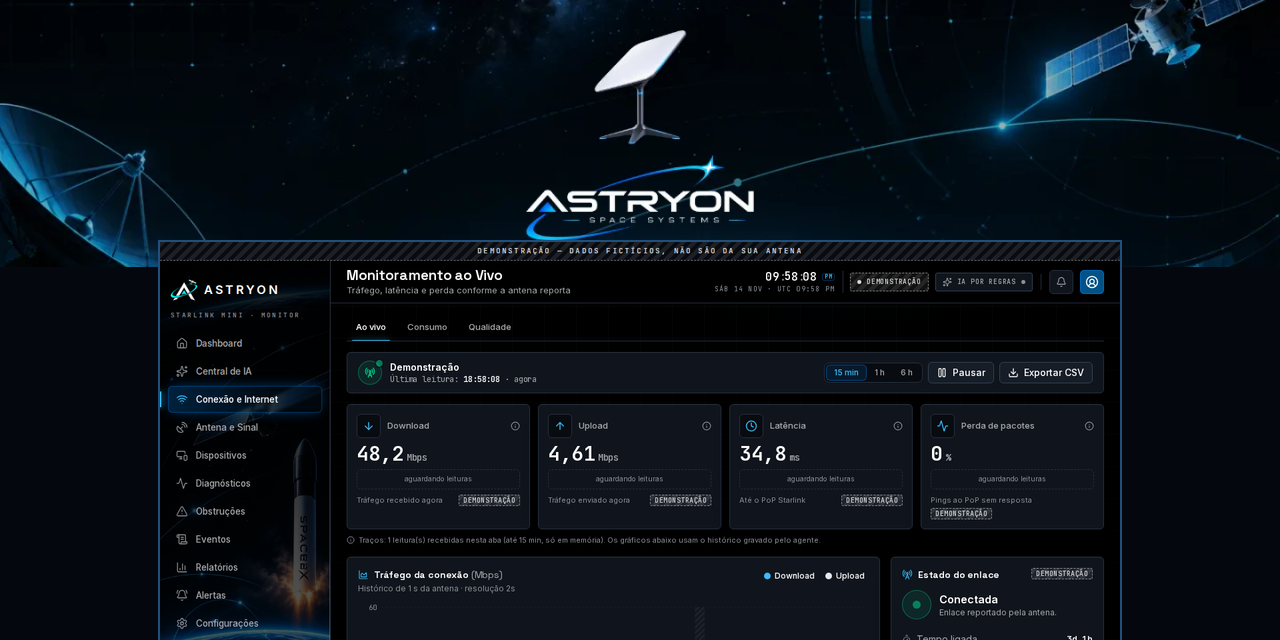 ASTRYON
SPACE SYSTEMS
DEMONSTRAÇÃO — DADOS FICTÍCIOS, NÃO SÃO DA SUA ANTENA
ASTRYON
STARLINK MINI · MONITOR
Dashboard
Central de IA
Conexão e Internet
Antena e Sinal
Dispositivos
Diagnósticos
Obstruções
Eventos
Relatórios
Alertas
Configurações
SPACEX
Monitoramento ao Vivo
Tráfego, latência e perda conforme a antena reporta
09:58:08 PM
SÁB 14 NOV · UTC 09:58 PM
DEMONSTRAÇÃO
IA POR REGRAS
Ao vivo Consumo Qualidade
Demonstração
Última leitura: 18:58:08 · agora
15 min 1 h 6 h
Pausar
Exportar CSV
Download
48,2 Mbps
aguardando leituras
Tráfego recebido agora DEMONSTRAÇÃO
Upload
4,61 Mbps
aguardando leituras
Tráfego enviado agora DEMONSTRAÇÃO
Latência
34,8 ms
aguardando leituras
Até o PoP Starlink DEMONSTRAÇÃO
Perda de pacotes
0 %
aguardando leituras
Pings ao PoP sem resposta
DEMONSTRAÇÃO
Traços: 1 leitura(s) recebidas nesta aba (até 15 min, só em memória). Os gráficos abaixo usam o histórico gravado pelo agente.
Tráfego da conexão (Mbps)
Histórico de 1 s da antena · resolução 2s
Download Upload
60
Estado do enlace DEMONSTRAÇÃO
Conectada
Enlace reportado pela antena.
Tempo ligada 3d 1h